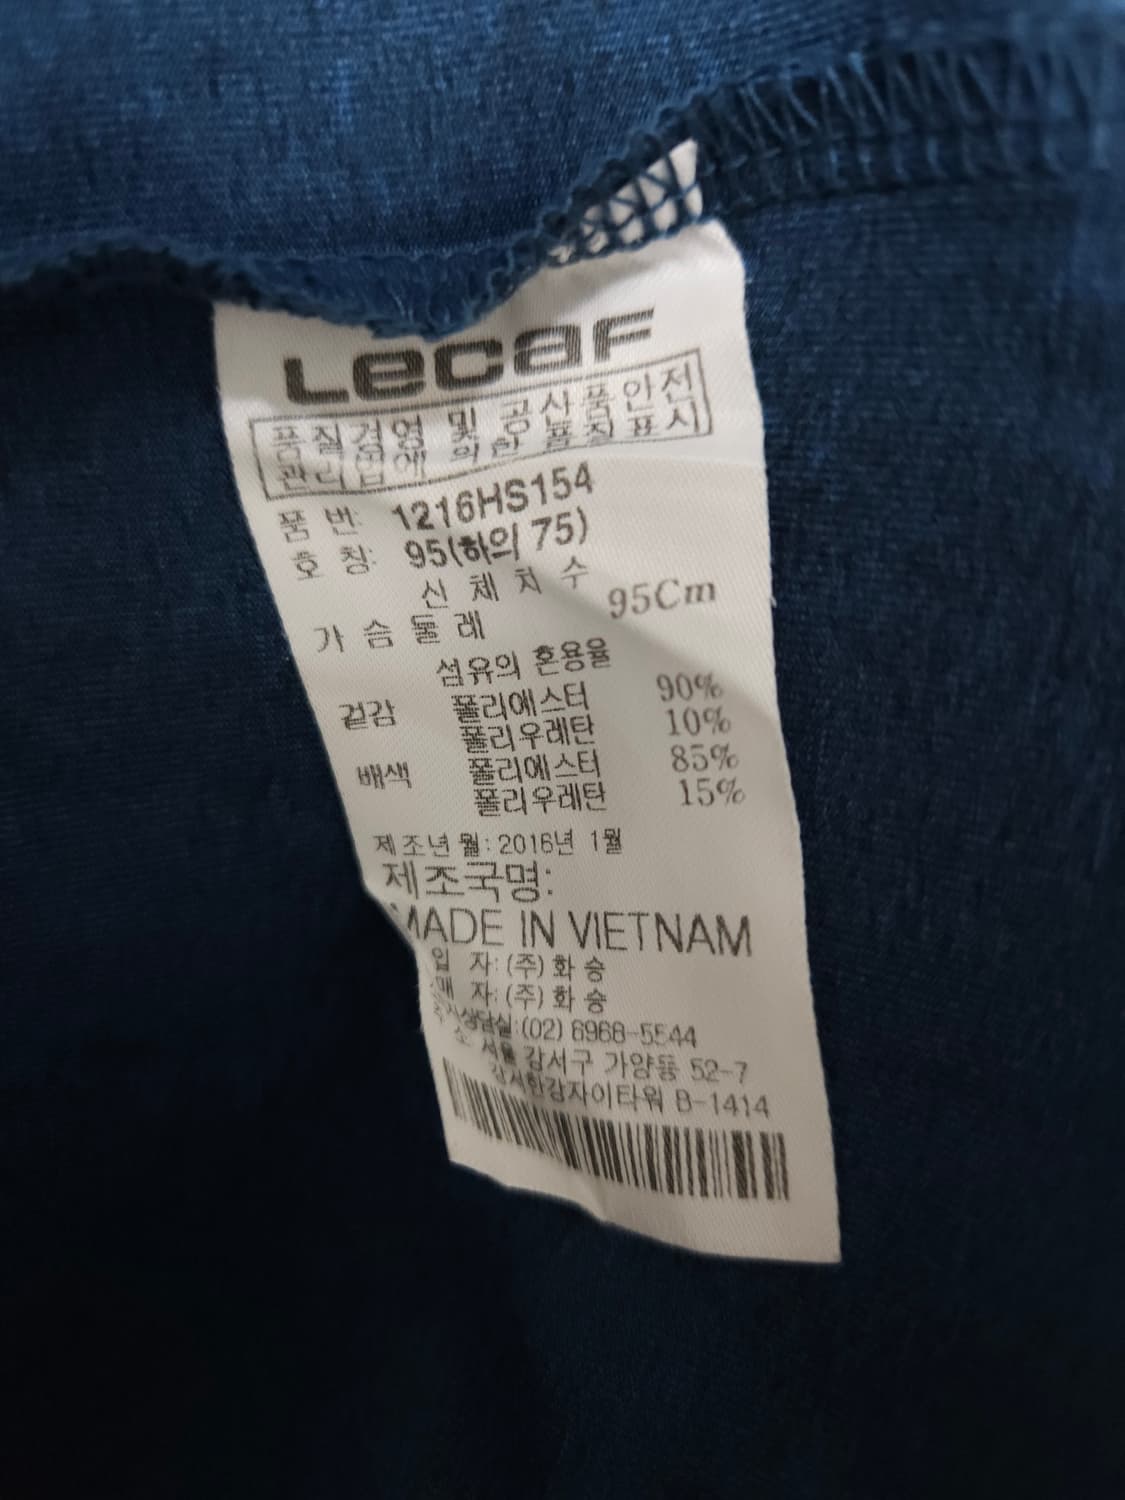 Lecaf
품질경영 및 공산품안전
관리법에 의한 품질표시
품 번: 1216HS154
호 칭: 95(하의 75)
신 체 치 수
가 슴 둘 레 95Cm
섬유의 혼용율
겉감 폴리에스터 90%
폴리우레탄 10%
배색 폴리에스터 85%
폴리우레탄 15%
제조년월: 2016년 1월
제조국명:
MADE IN VIETNAM
입 자: (주) 화 승
매 자: (주) 화 승
상담실: (02) 6968-5544
소 서울 강서구 가양동 52-7
강서한강자이타워 B-1414